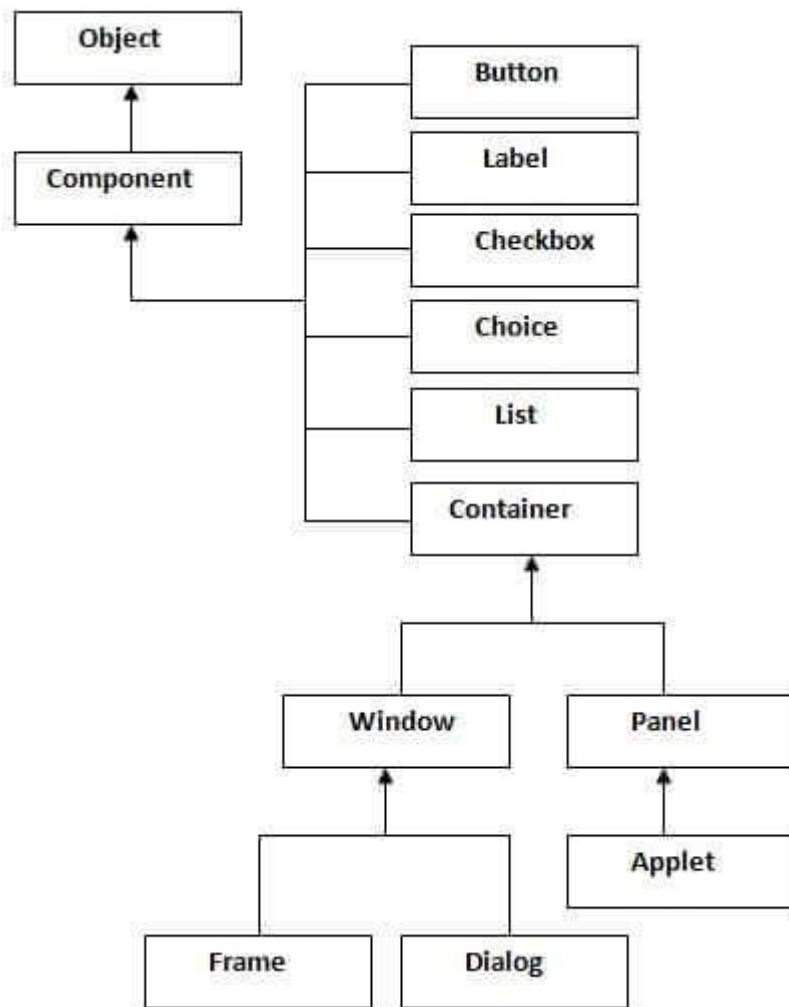 Object
Component
Button
Label
Checkbox
Choice
List
Container
Window
Panel
Applet
Frame
Dialog